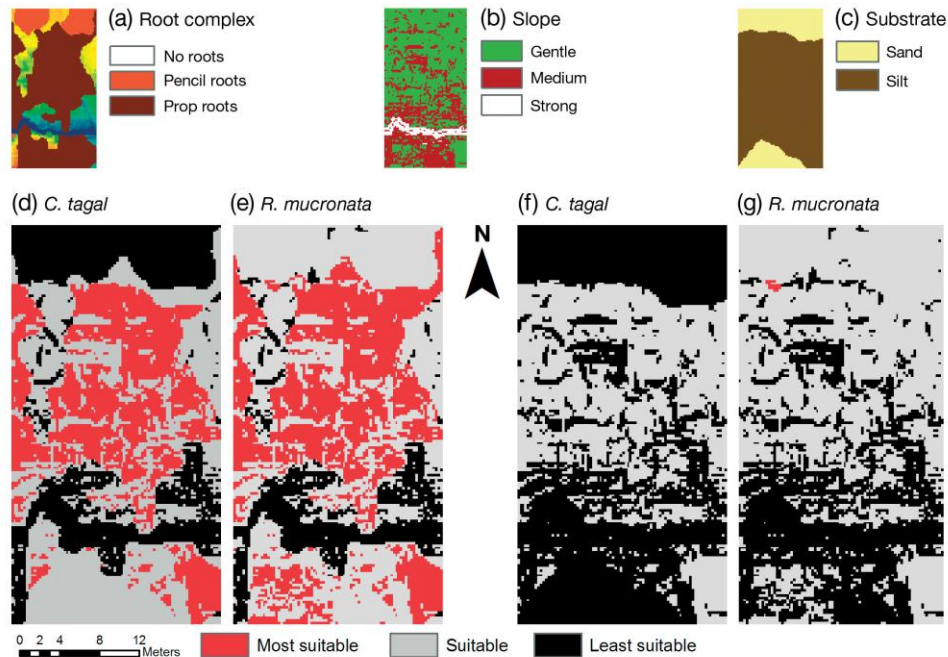 (a) Root complex
No roots
Pencil roots
Prop roots
(b) Slope
Gentle
Medium
Strong
(c) Substrate
Sand
Silt
(d) C. tagal
(e) R. mucronata
N
(f) C. tagal
(g) R. mucronata
0 2 4 8 12
Meters
Most suitable
Suitable
Least suitable